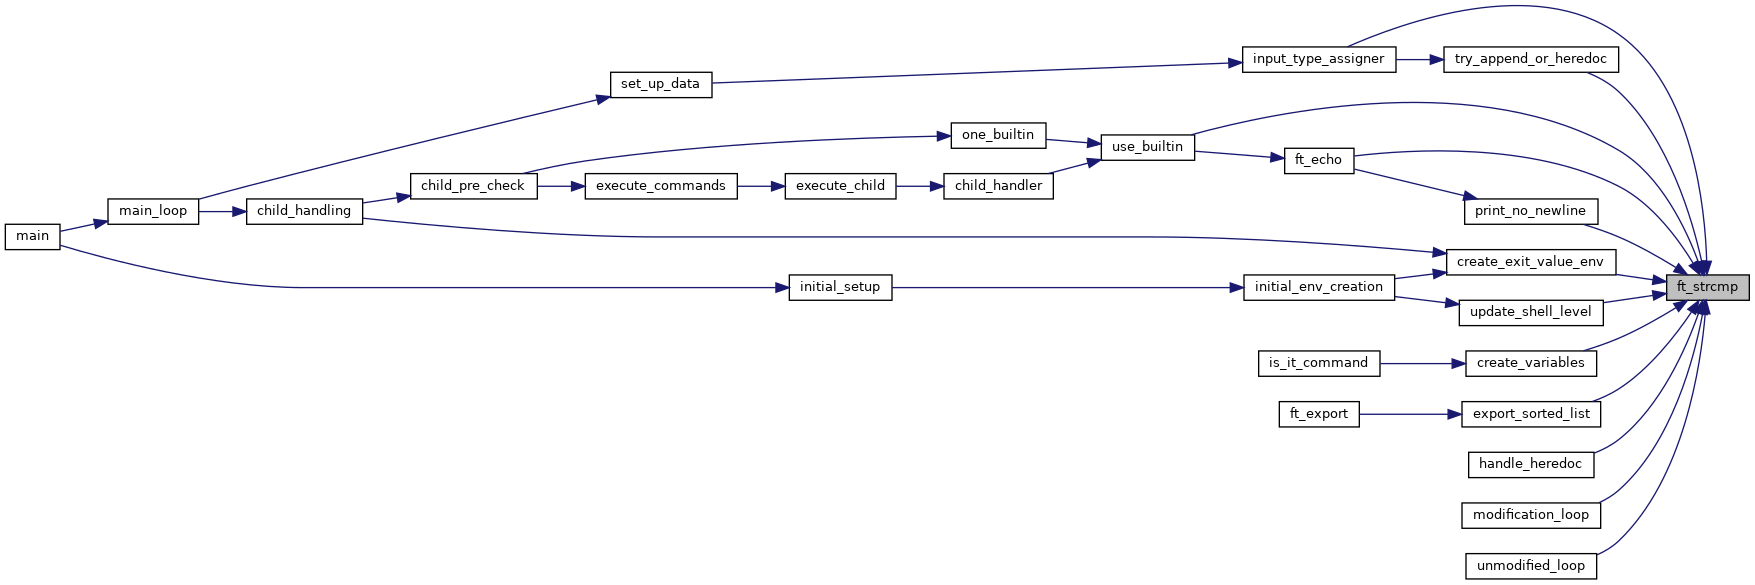 input_type_assigner
try_append_or_heredoc
set_up_data
one_builtin
use_builtin
ft_echo
child_pre_check
execute_commands
execute_child
child_handler
main_loop
child_handling
print_no_newline
main
create_exit_value_env
initial_setup
initial_env_creation
ft_strcmp
update_shell_level
is_it_command
create_variables
ft_export
export_sorted_list
handle_heredoc
modification_loop
unmodified_loop